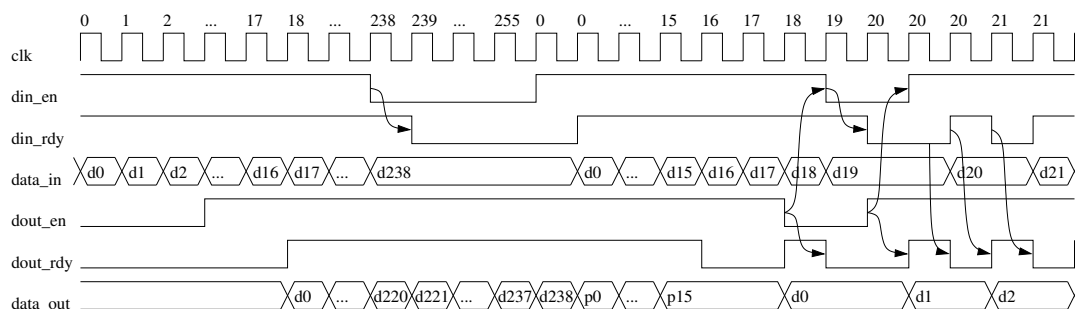 0 1 2 ... 17 18 ... 238 239 ... 255 0 0 ... 15 16 17 18 19 20 20 20 21 21
clk
din_en
din_rdy
data_in d0 d1 d2 ... d16 d17 ... d238 d0 ... d15 d16 d17 d18 d19 d20 d21
dout_en
dout_rdy
data_out d0 ... d220 d221 ... d237 d238 p0 ... p15 d0 d1 d2